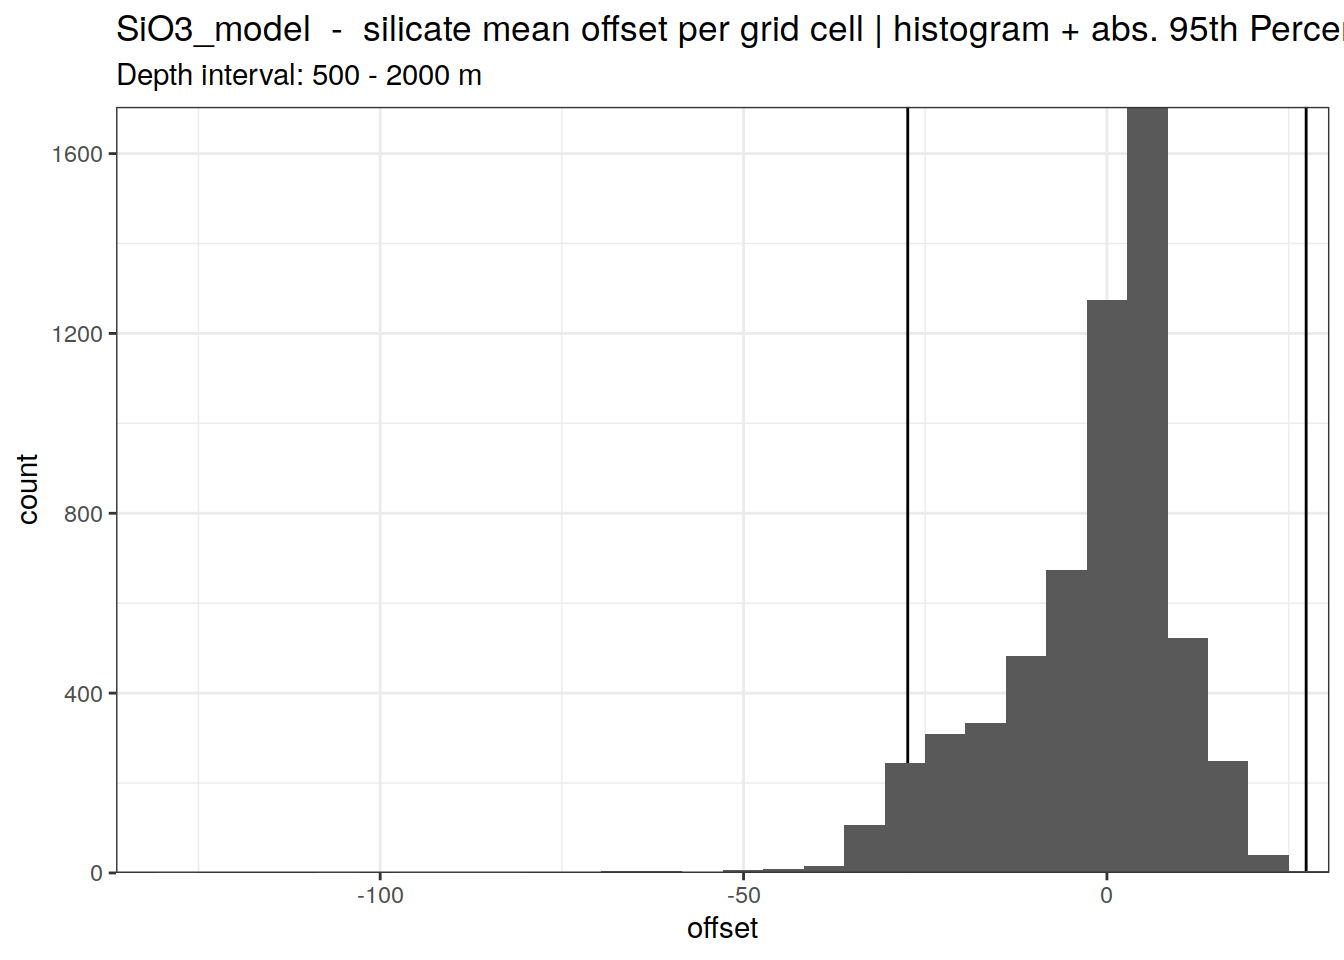 SiO3_model  -  silicate mean offset per grid cell | histogram + abs. 95th
Depth interval: 500 - 2000 m
1600
1200
800
400
0
count
-100
-50
0
offset